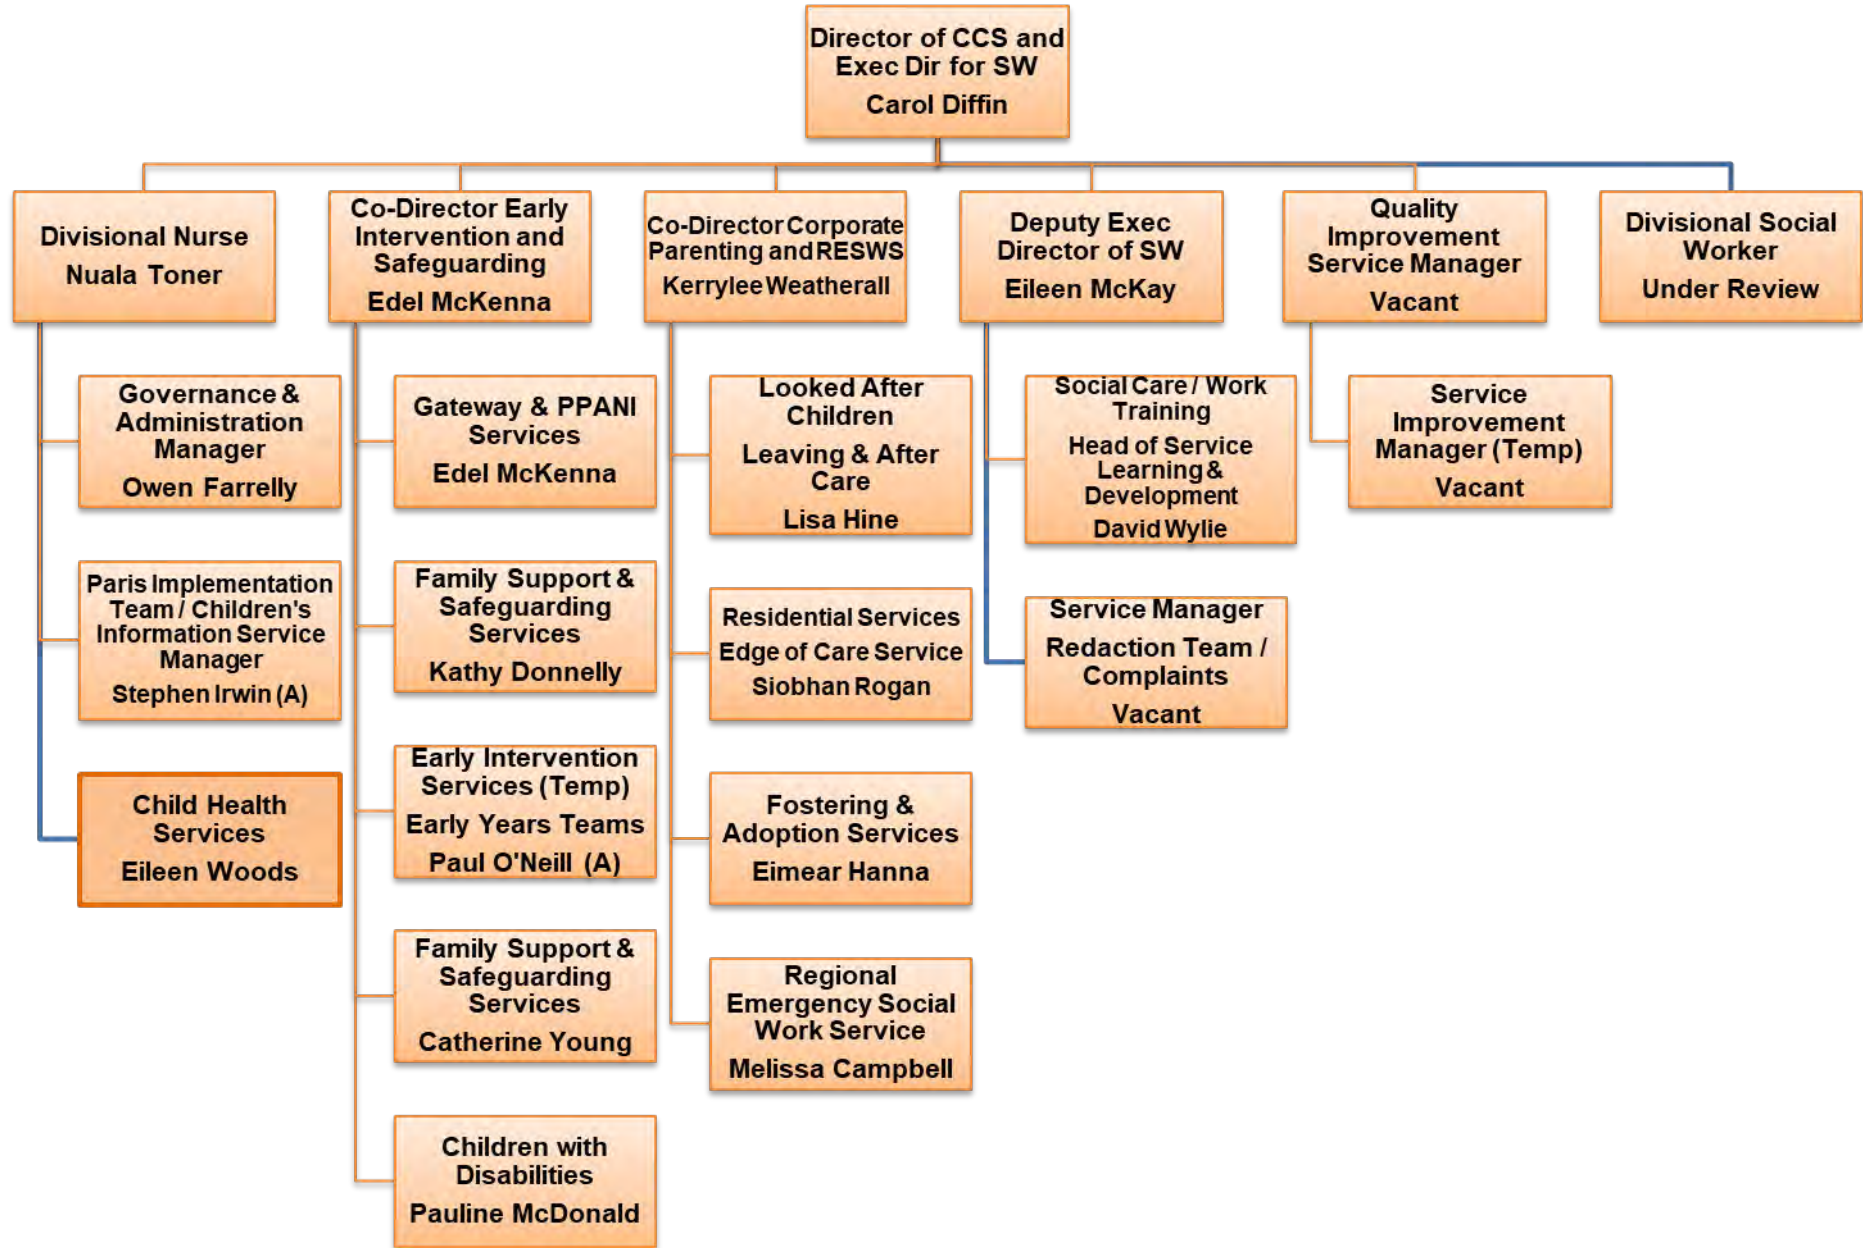 Director of CCS and
Exec Dir for SW
Carol Diffin
Divisional Nurse
Nuala Toner
Co-Director Early
Intervention and
Safeguarding
Edel McKenna
Co-Director Corporate
Parenting and RESWS
Kerrylee Weatherall
Deputy Exec
Director of SW
Eileen McKay
Quality
Improvement
Service Manager
Vacant
Divisional Social
Worker
Under Review
Governance &
Administration
Manager
Owen Farrelly
Paris Implementation
Team / Children's
Information Service
Manager
Stephen Irwin (A)
Child Health
Services
Eileen Woods
Gateway & PPANI
Services
Edel McKenna
Family Support &
Safeguarding
Services
Kathy Donnelly
Early Intervention
Services (Temp)
Early Years Teams
Paul O'Neill (A)
Family Support &
Safeguarding
Services
Catherine Young
Children with
Disabilities
Pauline McDonald
Looked After
Children
Leaving & After
Care
Lisa Hine
Residential Services
Edge of Care Service
Siobhan Rogan
Fostering &
Adoption Services
Eimear Hanna
Regional
Emergency Social
Work Service
Melissa Campbell
Social Care / Work
Training
Head of Service
Learning &
Development
David Wylie
Service Manager
Redaction Team /
Complaints
Vacant
Service
Improvement
Manager (Temp)
Vacant